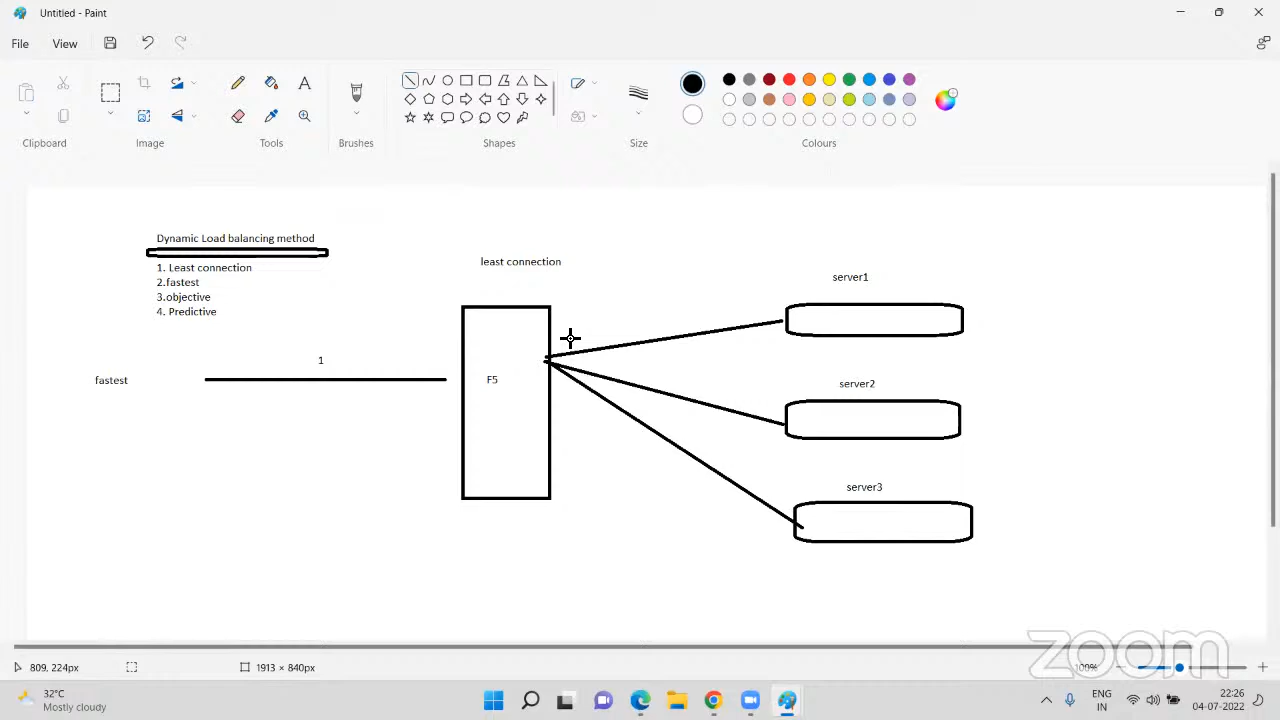 Untitled - Paint
File
View
Clipboard
Image
Tools
Brushes
Shapes
Size
Colours
Dynamic Load balancing method
1. Least connection
2.fastest
3.objective
4. Predictive
least connection
server1
1
fastest
F5
server2
server3
zoom
809, 224px
1913 × 840px
100%
32°C
Mostly cloudy
ENG
IN
22:26
04-07-2022